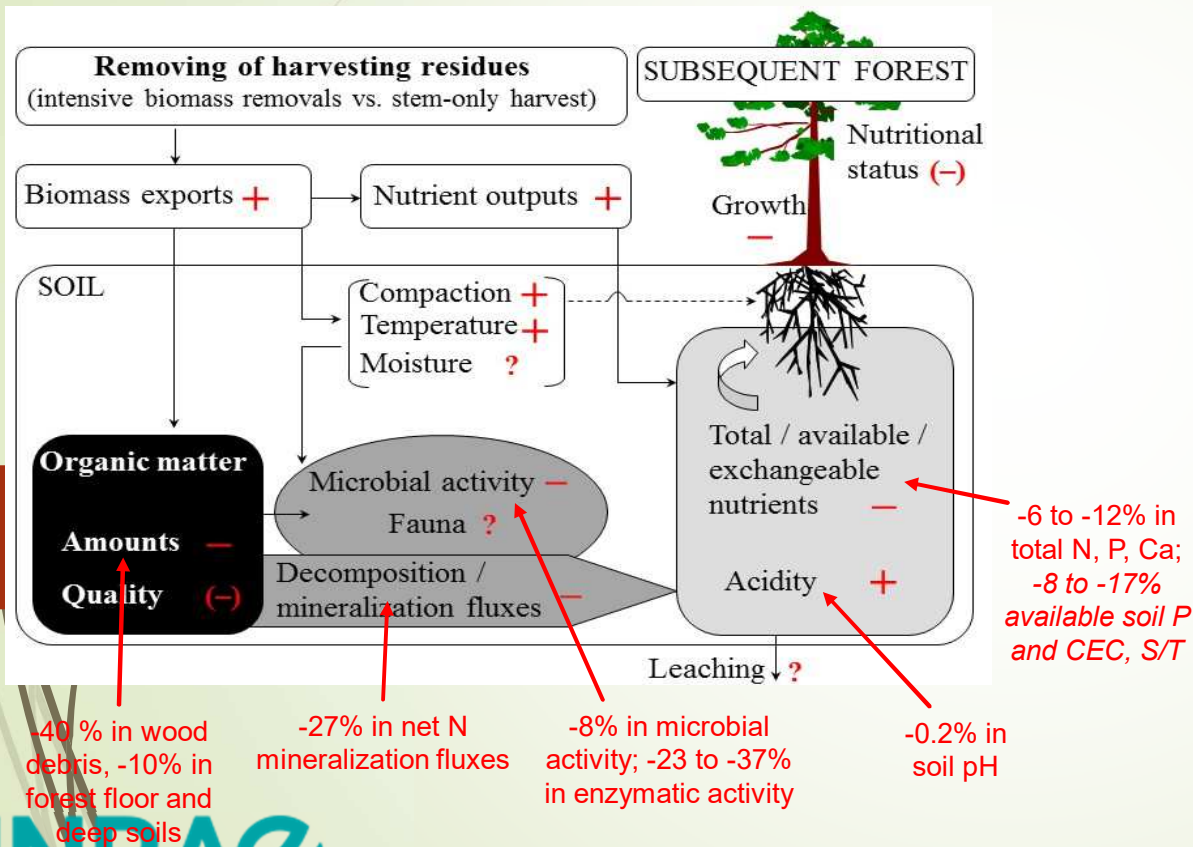 Removing of harvesting residues
(intensive biomass removals vs. stem-only harvest)
SUBSEQUENT FOREST
Nutritional
status (−)
Biomass exports +
Nutrient outputs +
Growth
−
SOIL
Compaction +
Temperature +
Moisture ?
Organic matter
Amounts −
Quality (−)
Microbial activity −
Fauna ?
Decomposition /
mineralization fluxes −
Total / available /
exchangeable
nutrients −
Acidity +
Leaching ?
-6 to -12% in
total N, P, Ca;
-8 to -17%
available soil P
and CEC, S/T
-40 % in wood
debris, -10% in
forest floor and
deep soils
-27% in net N
mineralization fluxes
-8% in microbial
activity; -23 to -37%
in enzymatic activity
-0.2% in
soil pH